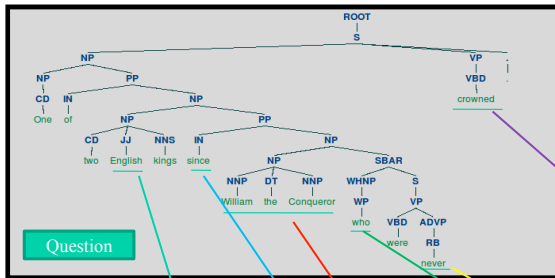 ROOT
S
NP VP .
NP PP VBD
CD IN NP crowned
One of
NP PP
CD JJ NNS IN NP
two English kings since
NP SBAR
NNP DT NNP WHNP S
William the Conqueror WP VP
who VBD ADVP
were RB
never
Question